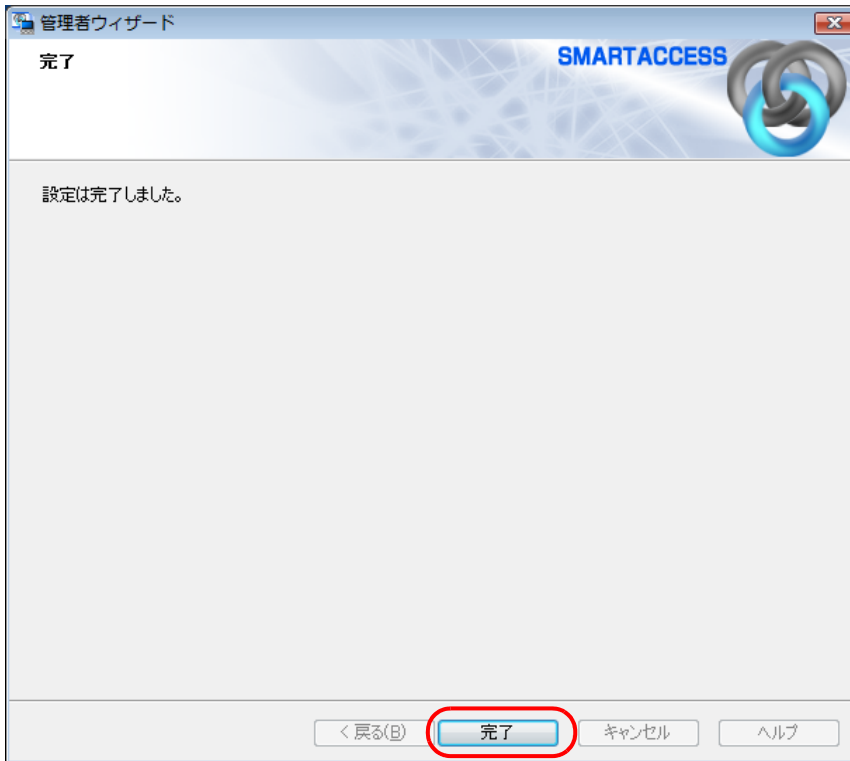 管理者ウィザード
完了
SMARTACCESS
設定は完了しました。
< 戻る(B)
完了
キャンセル
ヘルプ